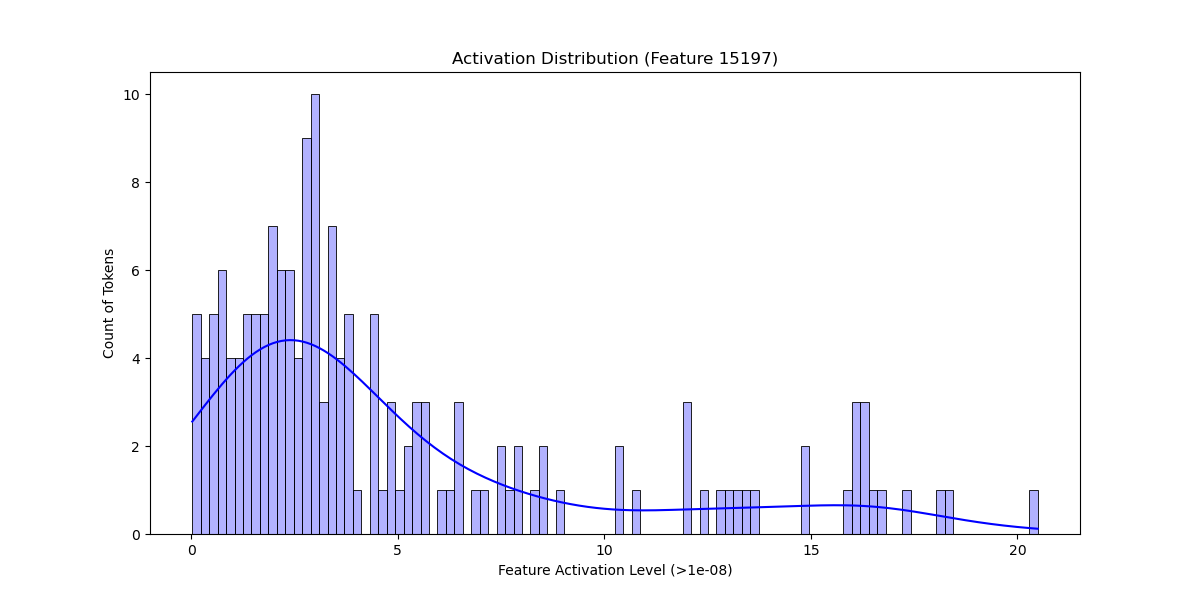 Activation Distribution (Feature 15197)
10
8
6
4
2
0
Count of Tokens
0 5 10 15 20
Feature Activation Level (>1e-08)